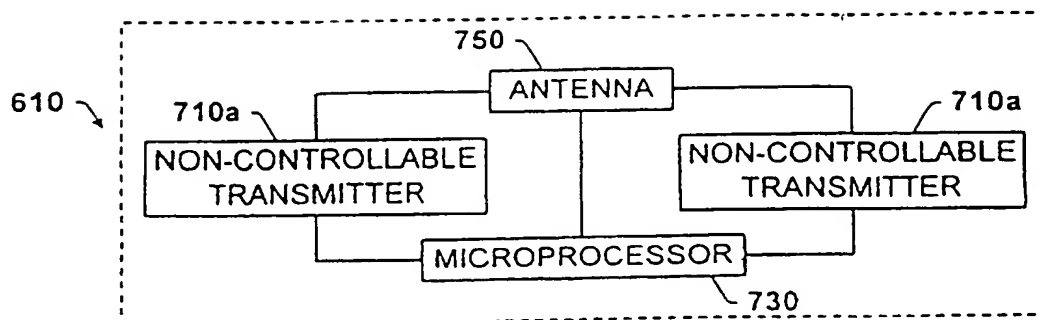 750
ANTENNA
610
710a
710a
NON-CONTROLLABLE
TRANSMITTER
NON-CONTROLLABLE
TRANSMITTER
MICROPROCESSOR
730